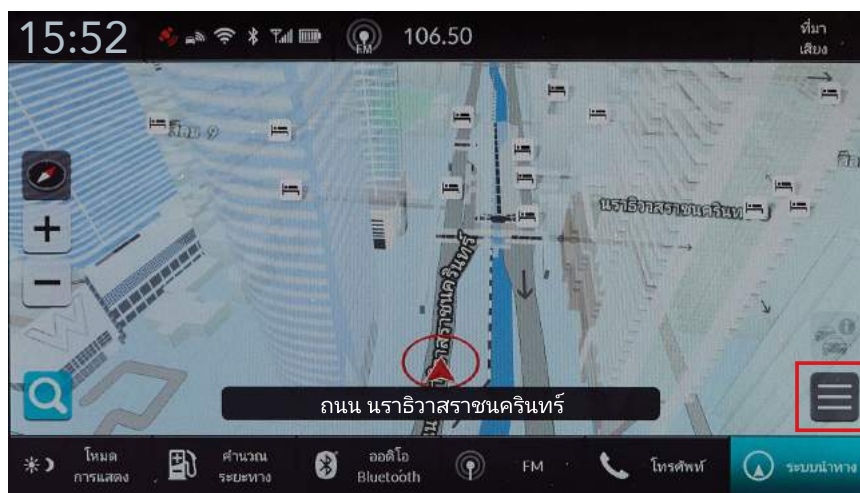 15:52
FM
106.50
ที่มา
เสียง
สีลม 9
นราธิวาสราชนครินท
ถนน นราธิวาสราชนครินทร์
โหมด
การแสดง
คำนวณ
ระยะทาง
ออดิโอ
Bluetooth
FM
โทรศัพท์
ระบบนำทาง